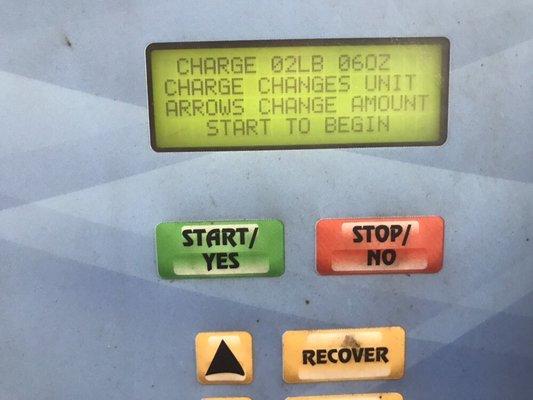 CHARGE 02LB 06OZ
CHARGE CHANGES UNIT
ARROWS CHANGE AMOUNT
START TO BEGIN
START/
YES
STOP/
NO
RECOVER